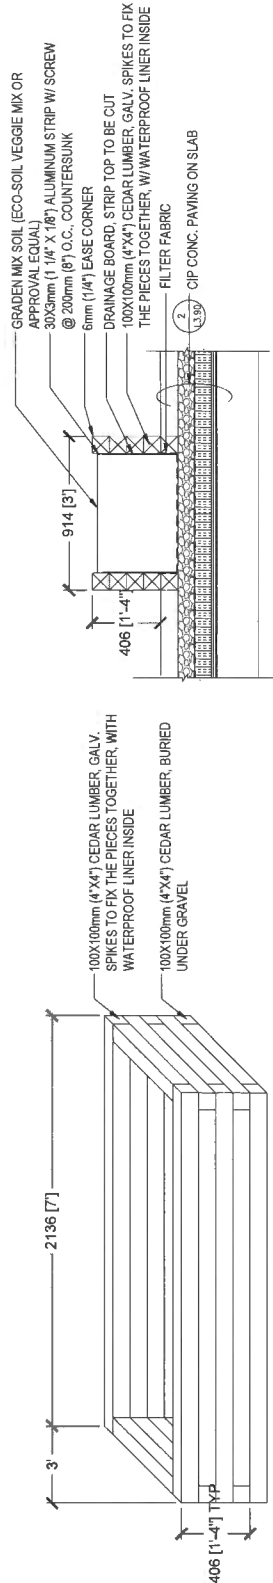 3'
2136 [7']
406 [1'-4"] TYP
100X100mm (4"X4") CEDAR LUMBER, GALV.
SPIKES TO FIX THE PIECES TOGETHER, WITH
WATERPROOF LINER INSIDE
100X100mm (4"X4") CEDAR LUMBER, BURIED
UNDER GRAVEL
914 [3']
406 [1'-4"]
GRADEN MIX SOIL (ECO-SOIL VEGGIE MIX OR
APPROVAL EQUAL)
30X3mm (1 1/4" X 1/8") ALUMINUM STRIP W/ SCREW
@ 200mm (8") O.C., COUNTERSUNK
6mm (1/4") EASE CORNER
DRAINAGE BOARD, STRIP TOP TO BE CUT
100X100mm (4"X4") CEDAR LUMBER, GALV. SPIKES TO FIX
THE PIECES TOGETHER, W/ WATERPROOF LINER INSIDE
FILTER FABRIC
2
L3.90
CIP CONC. PAVING ON SLAB